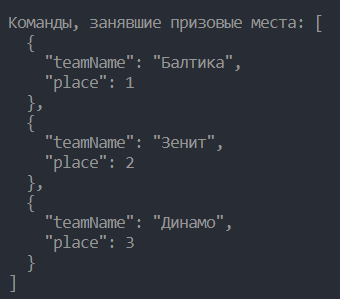 Команды, занявшие призовые места: [
  {
    "teamName": "Балтика",
    "place": 1
  },
  {
    "teamName": "Зенит",
    "place": 2
  },
  {
    "teamName": "Динамо",
    "place": 3
  }
]